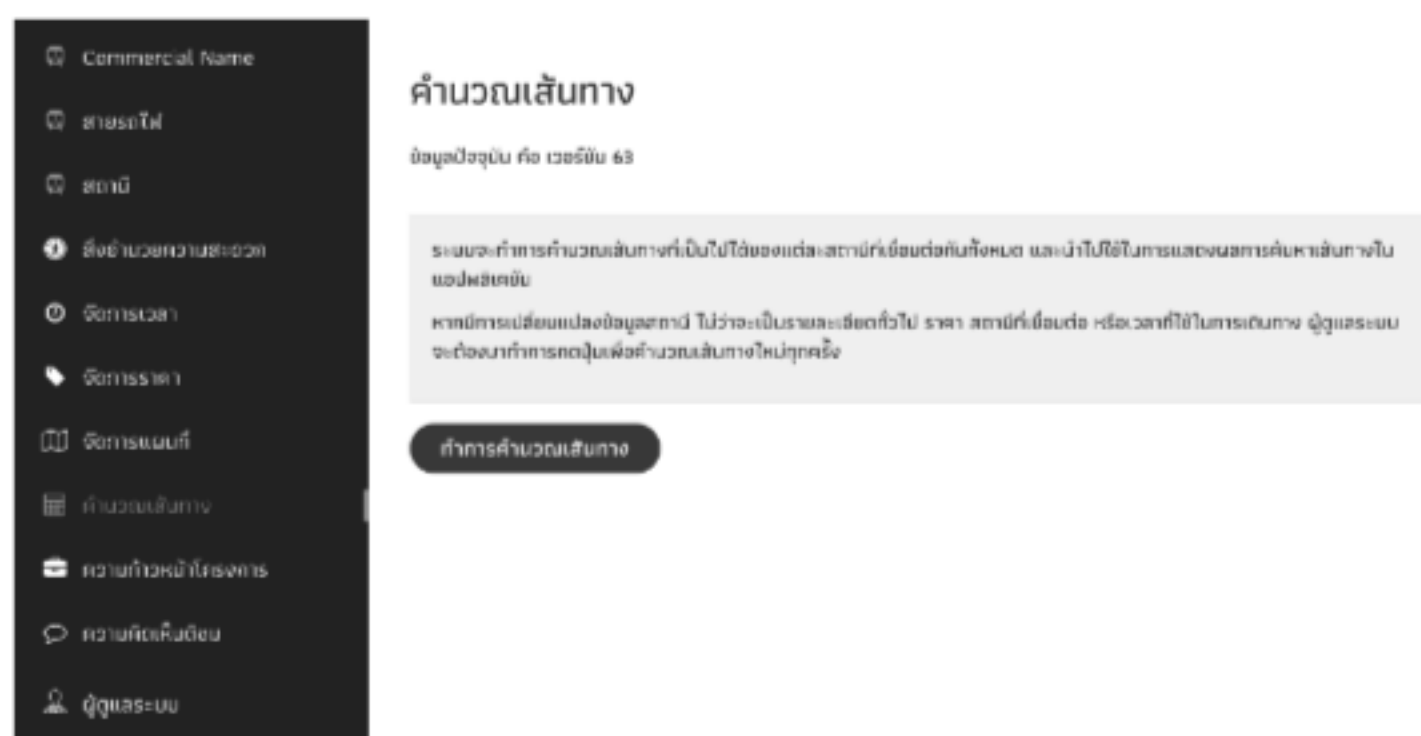 Commercial Name
สายรถไฟ
สถานี
สิ่งอำนวยความสะดวก
จัดการเวลา
จัดการราคา
จัดการแผนที่
คำนวณเส้นทาง
ความก้าวหน้าโครงการ
ความคิดเห็นติชม
ผู้ดูแลระบบ
คำนวณเส้นทาง
ข้อมูลปัจจุบัน คือ เวอร์ชัน 63
ระบบจะทำการคำนวณเส้นทางที่เป็นไปได้ของแต่ละสถานีที่เชื่อมต่อกันทั้งหมด และนำไปใช้ในการแสดงผลการค้นหาเส้นทางใน
แอปพลิเคชัน
หากมีการเปลี่ยนแปลงข้อมูลสถานี ไม่ว่าจะเป็นรายละเอียดทั่วไป ราคา สถานีที่เชื่อมต่อ หรือเวลาที่ใช้ในการเดินทาง ผู้ดูแลระบบ
จะต้องมาทำการกดปุ่มเพื่อคำนวณเส้นทางใหม่ทุกครั้ง
ทำการคำนวณเส้นทาง